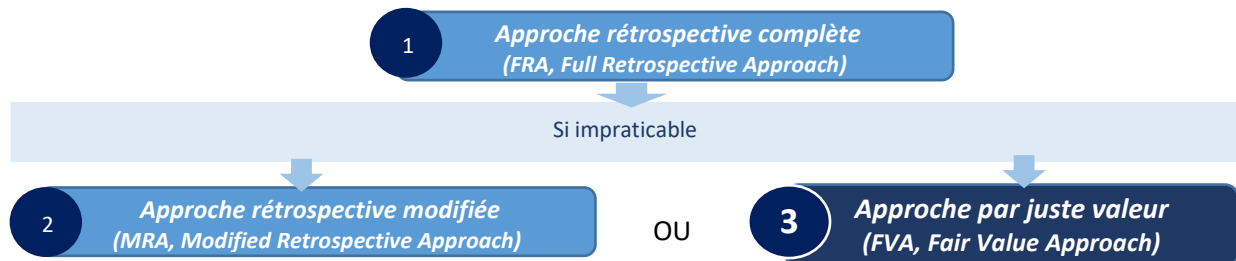 1
Approche rétrospective complète
(FRA, Full Retrospective Approach)
Si impraticable
2
Approche rétrospective modifiée
(MRA, Modified Retrospective Approach)
OU
3
Approche par juste valeur
(FVA, Fair Value Approach)